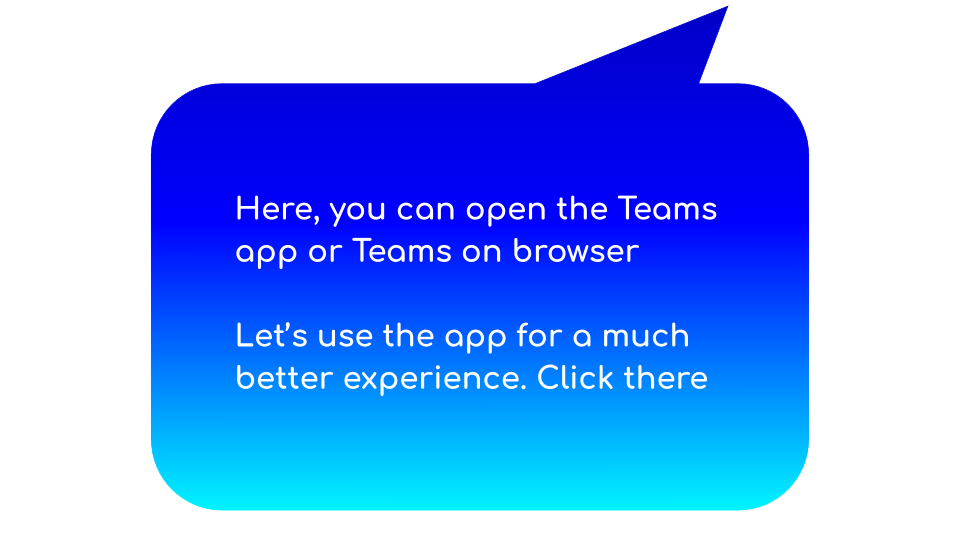 Here, you can open the Teams
app or Teams on browser
Let’s use the app for a much
better experience. Click there